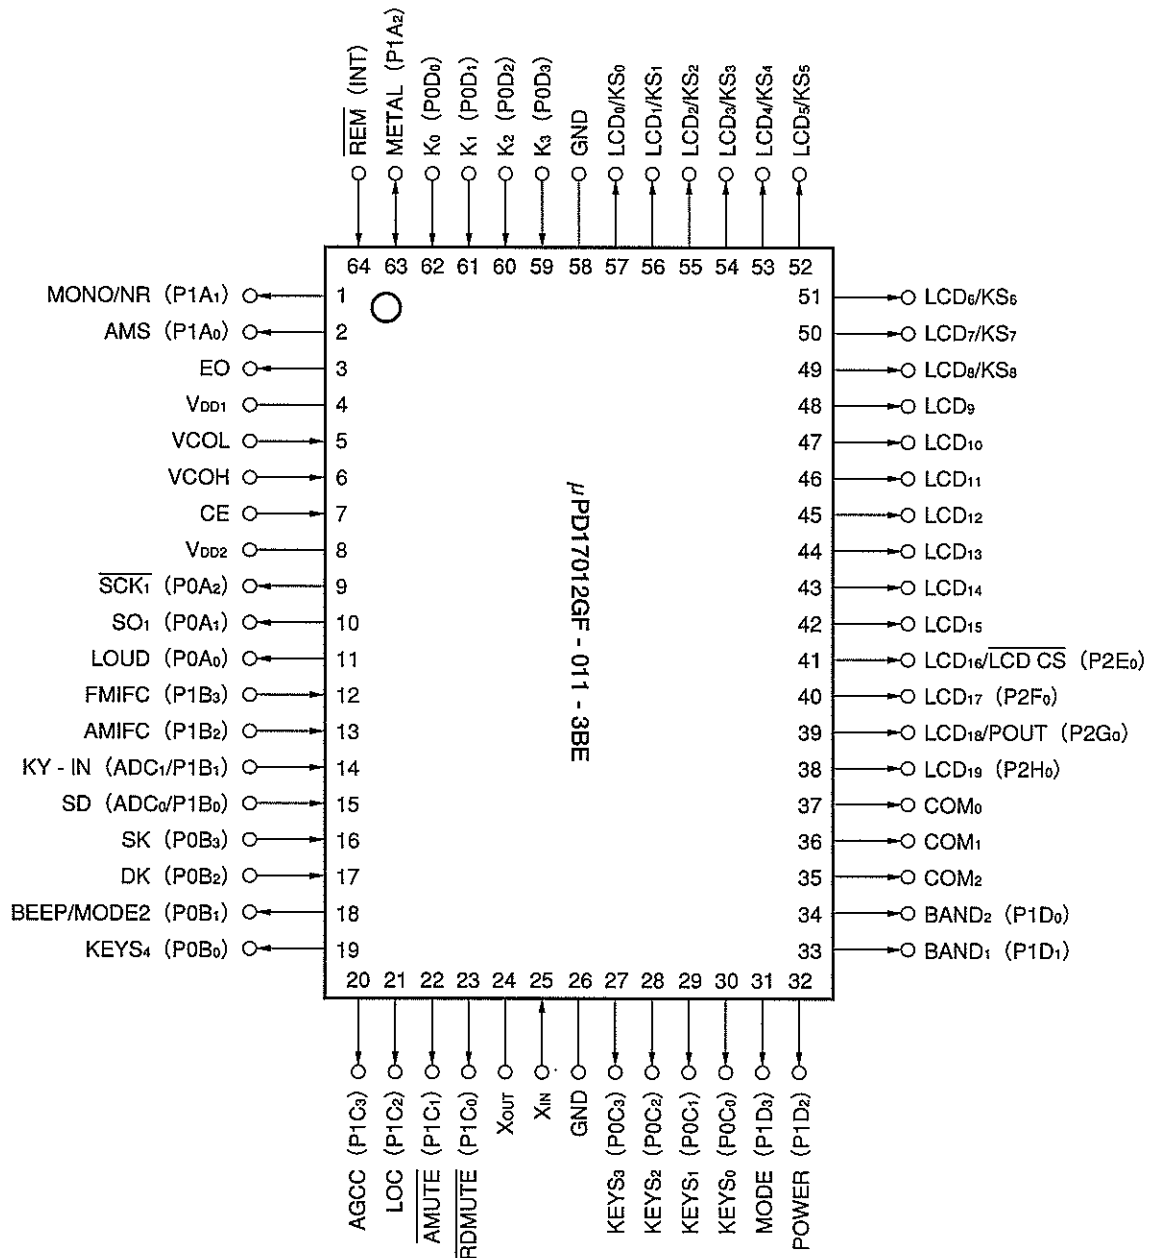 REM (INT)
METAL (P1A2)
K0 (P0D0)
K1 (P0D1)
K2 (P0D2)
K3 (P0D3)
GND
LCD0/KS0
LCD1/KS1
LCD2/KS2
LCD3/KS3
LCD4/KS4
LCD5/KS5
64 63 62 61 60 59 58 57 56 55 54 53 52
MONO/NR (P1A1) 1
AMS (P1A0) 2
EO 3
VDD1 4
VCOL 5
VCOH 6
CE 7
VDD2 8
SCK1 (P0A2) 9
SO1 (P0A1) 10
LOUD (P0A0) 11
FMIFC (P1B3) 12
AMIFC (P1B2) 13
KY - IN (ADC1/P1B1) 14
SD (ADC0/P1B0) 15
SK (P0B3) 16
DK (P0B2) 17
BEEP/MODE2 (P0B1) 18
KEYS4 (P0B0) 19
μPD17012GF - 011 - 3BE
51 LCD6/KS6
50 LCD7/KS7
49 LCD8/KS8
48 LCD9
47 LCD10
46 LCD11
45 LCD12
44 LCD13
43 LCD14
42 LCD15
41 LCD16/LCD CS (P2E0)
40 LCD17 (P2F0)
39 LCD18/POUT (P2G0)
38 LCD19 (P2H0)
37 COM0
36 COM1
35 COM2
34 BAND2 (P1D0)
33 BAND1 (P1D1)
20 21 22 23 24 25 26 27 28 29 30 31 32
AGCC (P1C3)
LOC (P1C2)
AMUTE (P1C1)
RDMUTE (P1C0)
XOUT
XIN
GND
KEYS3 (P0C3)
KEYS2 (P0C2)
KEYS1 (P0C1)
KEYS0 (P0C0)
MODE (P1D3)
POWER (P1D2)